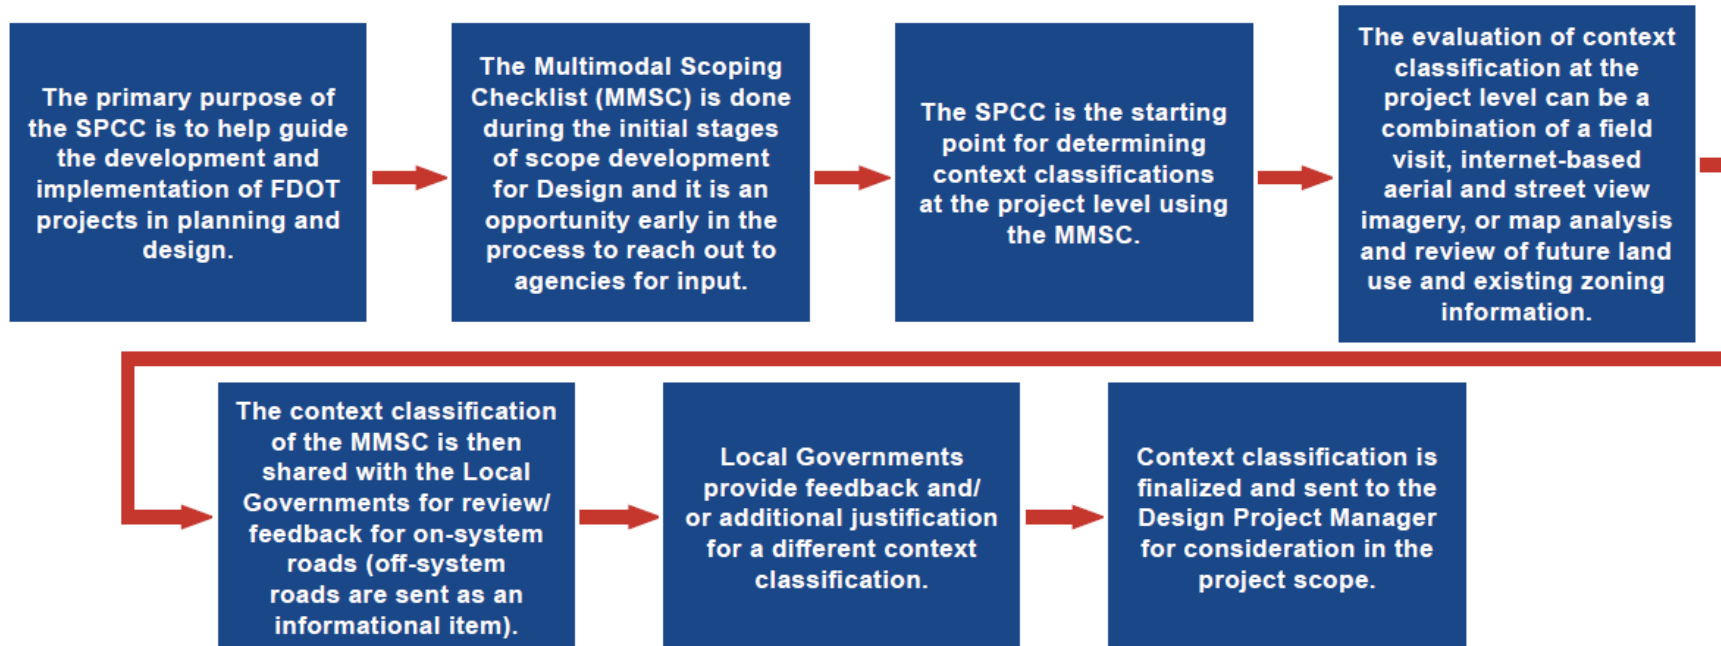 The primary purpose of
the SPCC is to help guide
the development and
implementation of FDOT
projects in planning and
design.
The Multimodal Scoping
Checklist (MMSC) is done
during the initial stages
of scope development
for Design and it is an
opportunity early in the
process to reach out to
agencies for input.
The SPCC is the starting
point for determining
context classifications
at the project level using
the MMSC.
The evaluation of context
classification at the
project level can be a
combination of a field
visit, internet-based
aerial and street view
imagery, or map analysis
and review of future land
use and existing zoning
information.
The context classification
of the MMSC is then
shared with the Local
Governments for review/
feedback for on-system
roads (off-system
roads are sent as an
informational item).
Local Governments
provide feedback and/
or additional justification
for a different context
classification.
Context classification is
finalized and sent to the
Design Project Manager
for consideration in the
project scope.